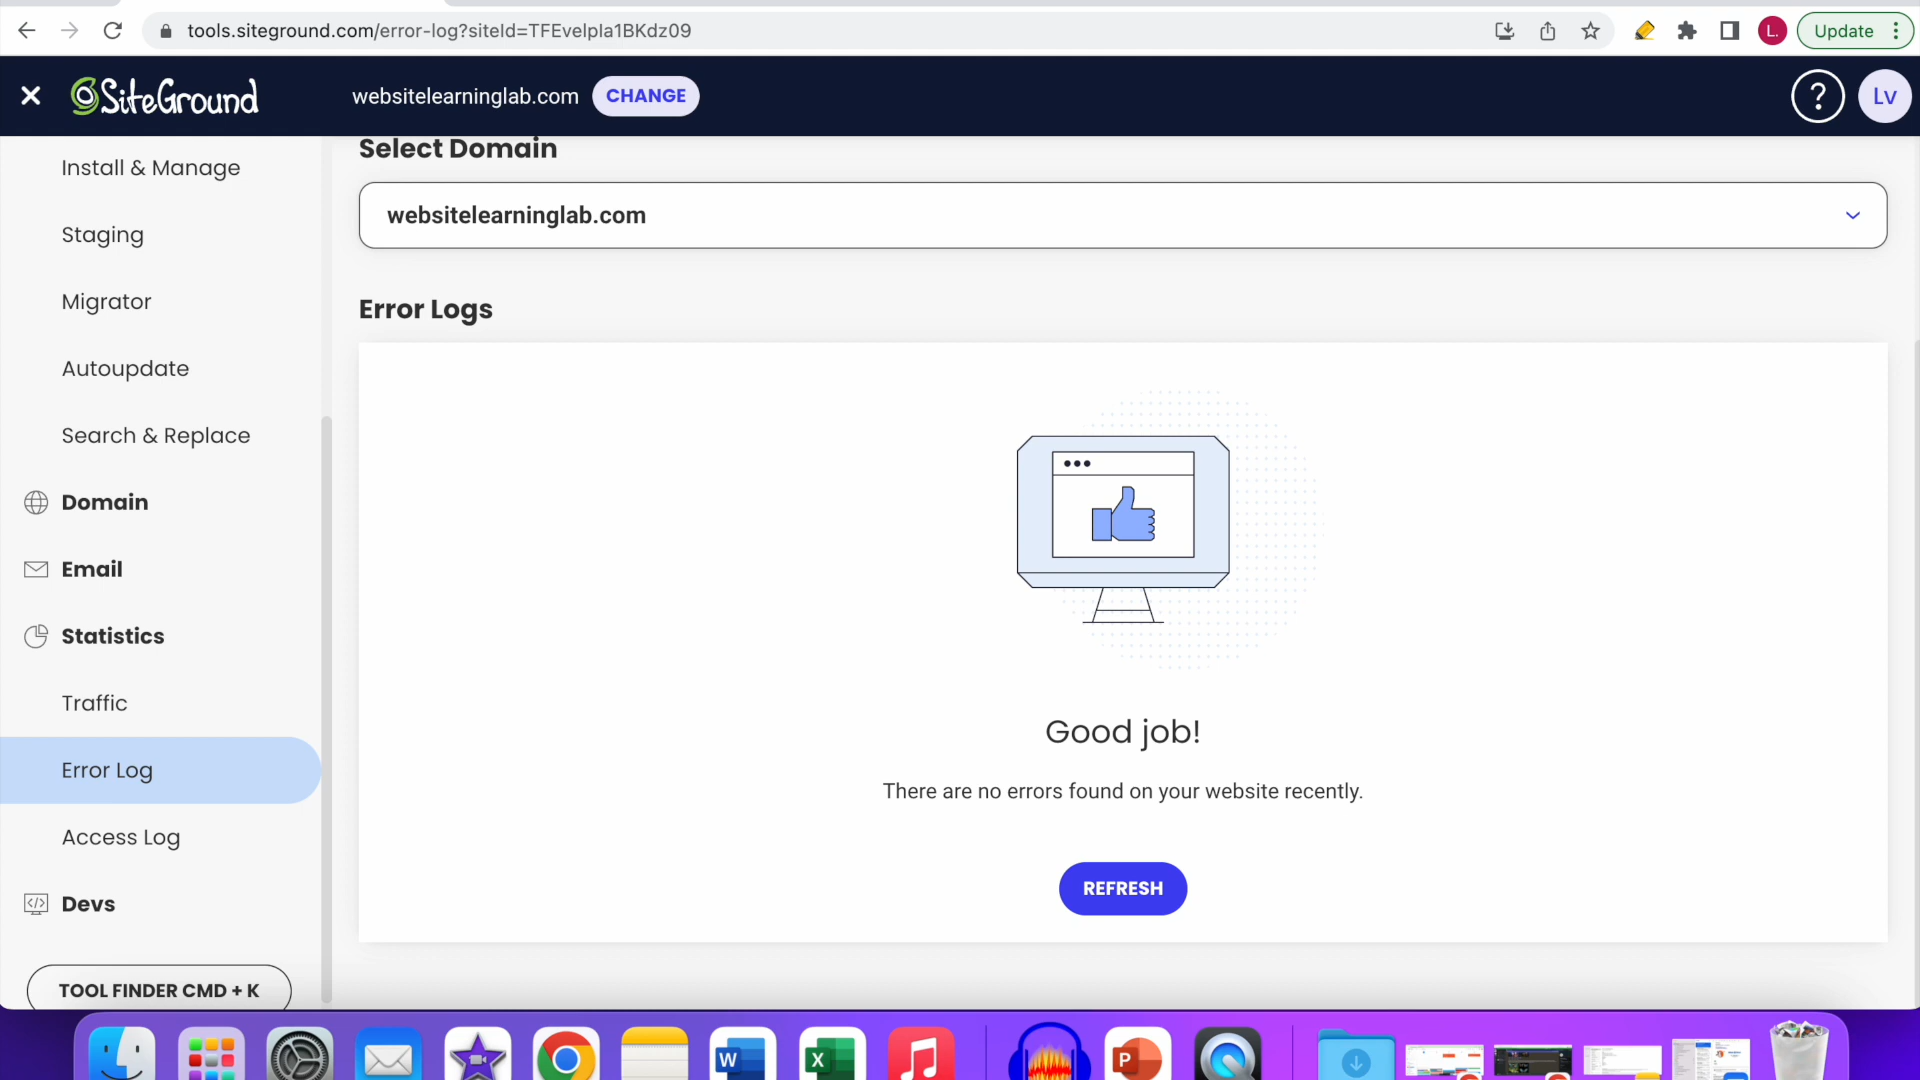 tools.siteground.com/error-log?siteId=TFEvelpIa1BKdz09
L.
Update
SiteGround
websitelearninglab.com
CHANGE
?
Lv
Install & Manage
Staging
Migrator
Autoupdate
Search & Replace
Domain
Email
Statistics
Traffic
Error Log
Access Log
Devs
TOOL FINDER CMD + K
Select Domain
websitelearninglab.com
Error Logs
Good job!
There are no errors found on your website recently.
REFRESH
W
X
P